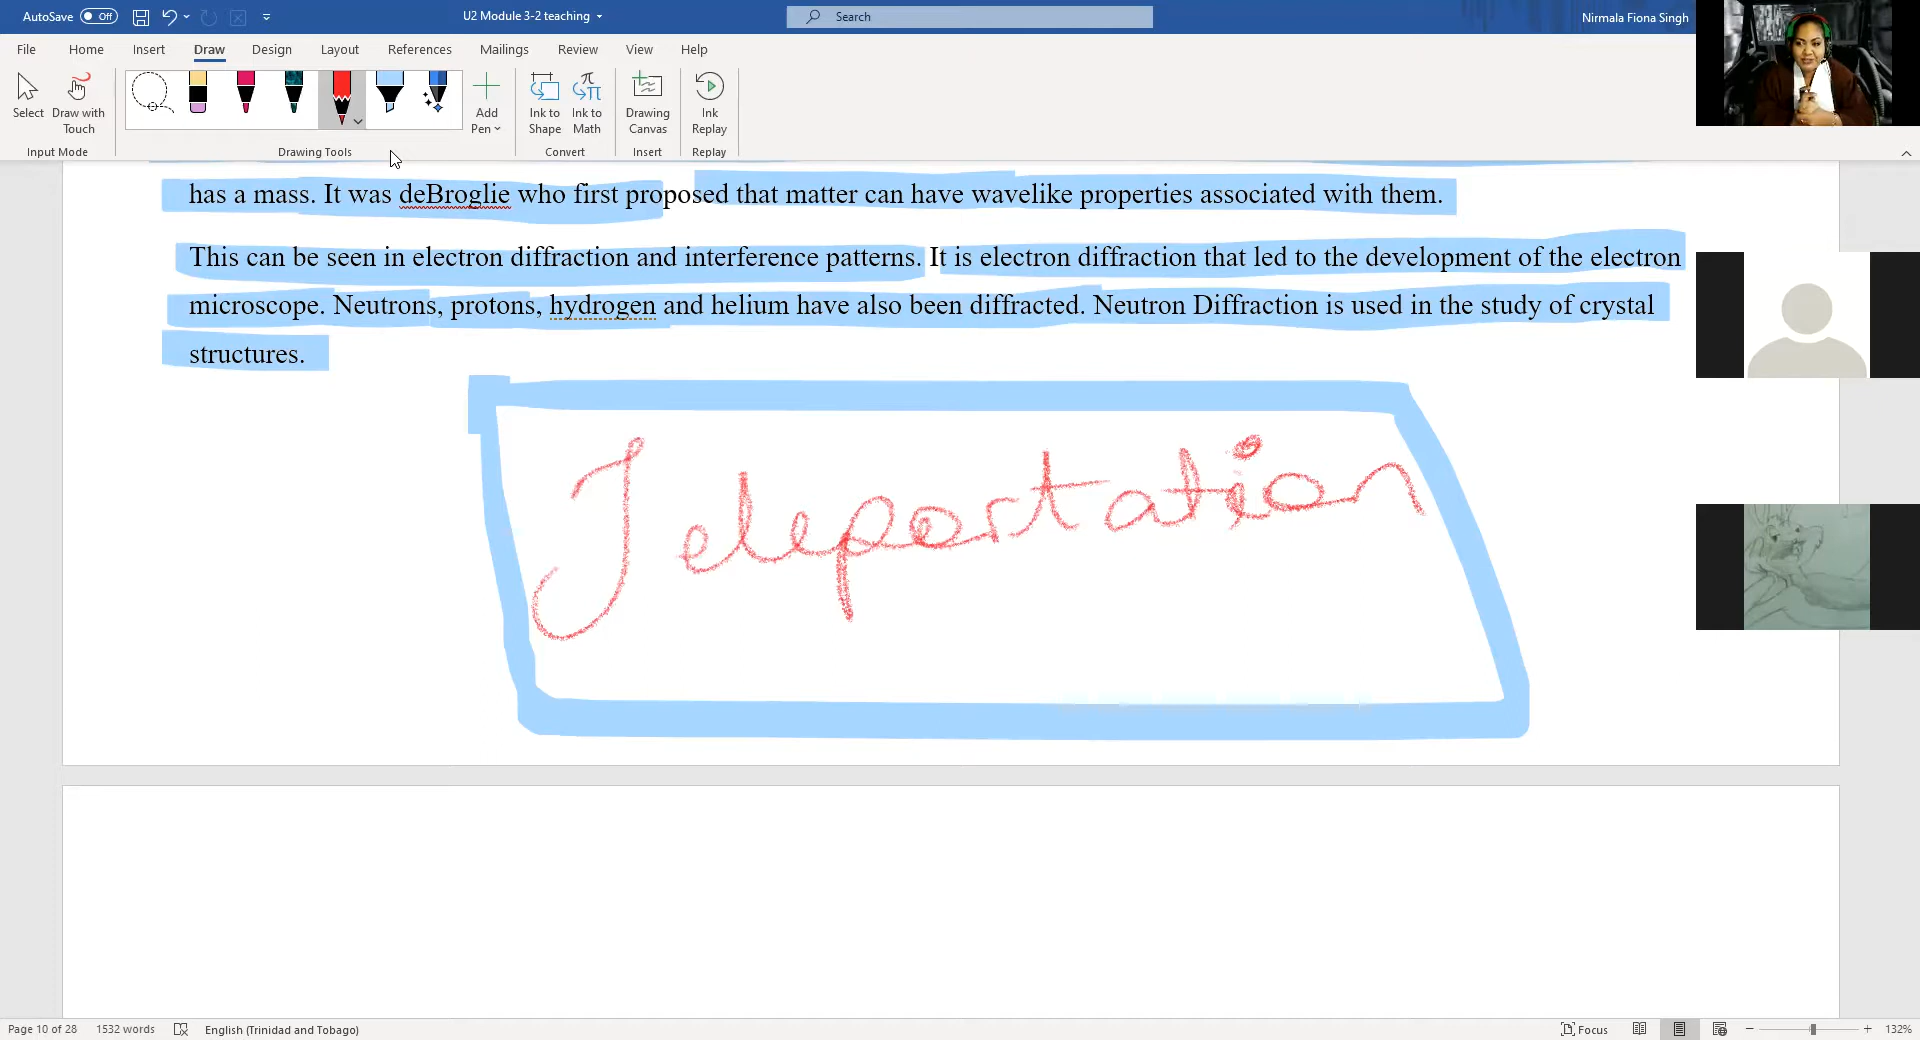 AutoSave Off U2 Module 3-2 teaching Search Nirmala Fiona Singh
File Home Insert Draw Design Layout References Mailings Review View Help
Select Draw with Touch Add Pen Ink to Shape Ink to Math Drawing Canvas Ink Replay
Input Mode Drawing Tools Convert Insert Replay
has a mass. It was deBroglie who first proposed that matter can have wavelike properties associated with them.
This can be seen in electron diffraction and interference patterns. It is electron diffraction that led to the development of the electron
microscope. Neutrons, protons, hydrogen and helium have also been diffracted. Neutron Diffraction is used in the study of crystal
structures.
Teleportation
Page 10 of 28 1532 words English (Trinidad and Tobago) Focus 132%